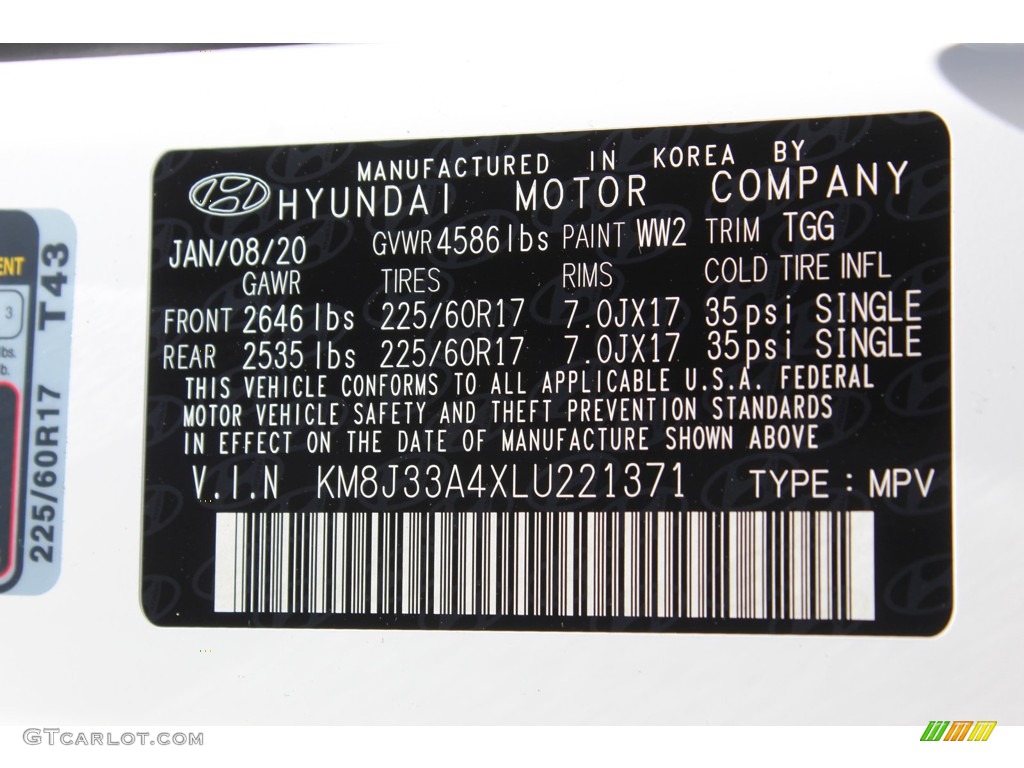 MANUFACTURED IN KOREA BY
HYUNDAI MOTOR COMPANY
JAN/08/20 GVWR 4586 lbs PAINT WW2 TRIM TGG
GAWR TIRES RIMS COLD TIRE INFL
FRONT 2646 lbs 225/60R17 7.0JX17 35psi SINGLE
REAR 2535 lbs 225/60R17 7.0JX17 35psi SINGLE
THIS VEHICLE CONFORMS TO ALL APPLICABLE U.S.A. FEDERAL
MOTOR VEHICLE SAFETY AND THEFT PREVENTION STANDARDS
IN EFFECT ON THE DATE OF MANUFACTURE SHOWN ABOVE
V.I.N KM8J33A4XLU221371 TYPE : MPV
3
lbs.
225/60R17 T43
GTCARLOT.COM